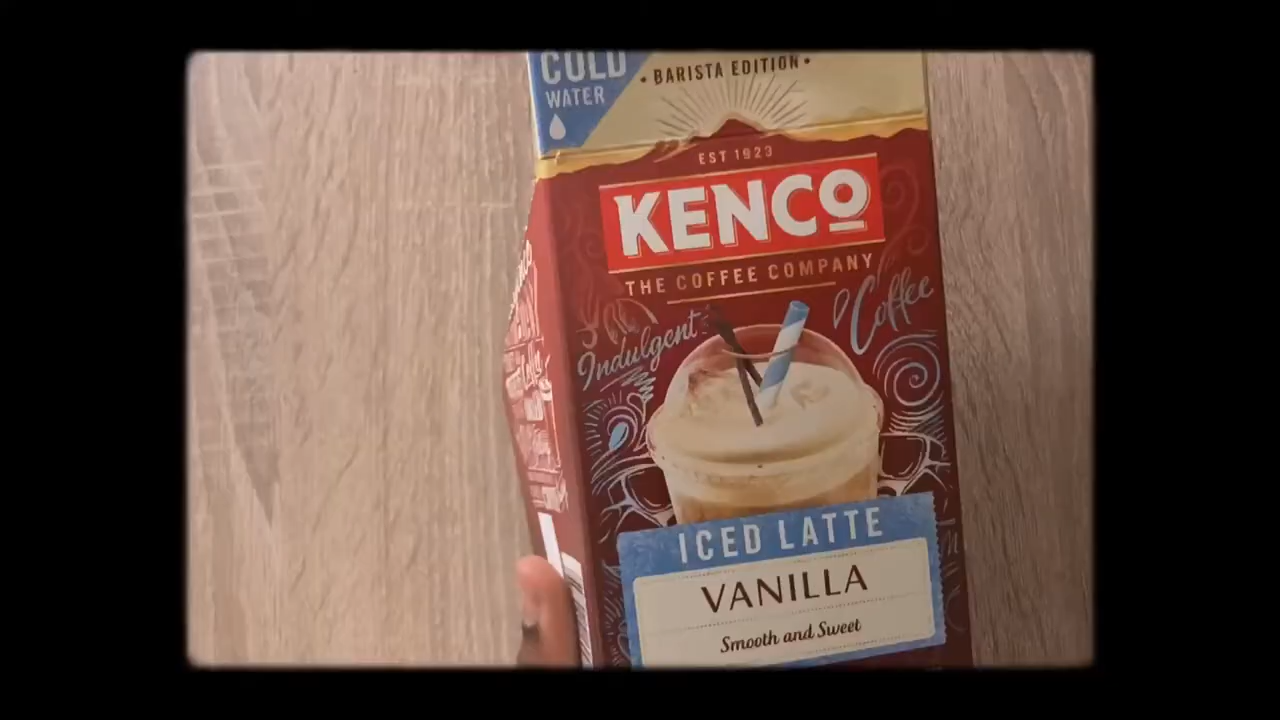 COLD
WATER
• BARISTA EDITION •
EST 1923
KENCO
THE COFFEE COMPANY
Indulgent
Coffee
ICED LATTE
VANILLA
Smooth and Sweet